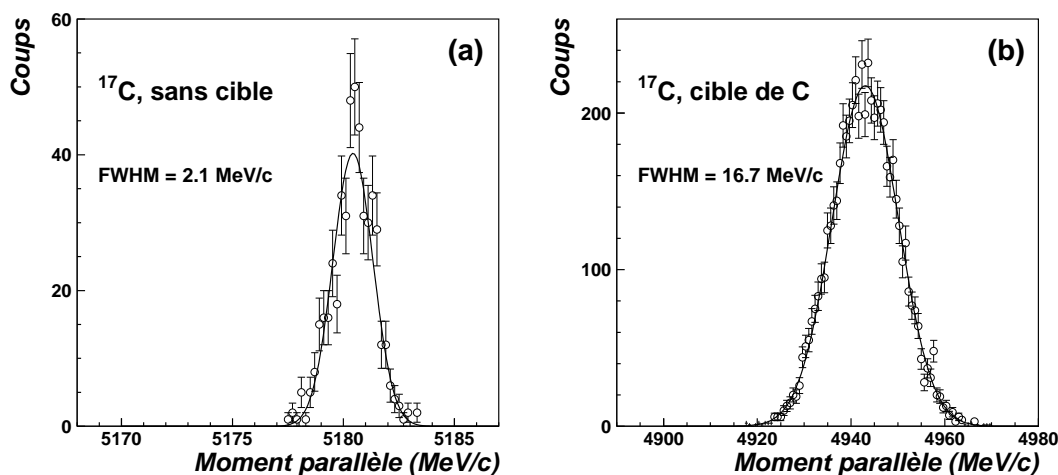 Coups
60
40
20
0
(a)
¹⁷C, sans cible
FWHM = 2.1 MeV/c
5170 5175 5180 5185
Moment parallèle (MeV/c)
Coups
200
100
0
(b)
¹⁷C, cible de C
FWHM = 16.7 MeV/c
4900 4920 4940 4960 4980
Moment parallèle (MeV/c)